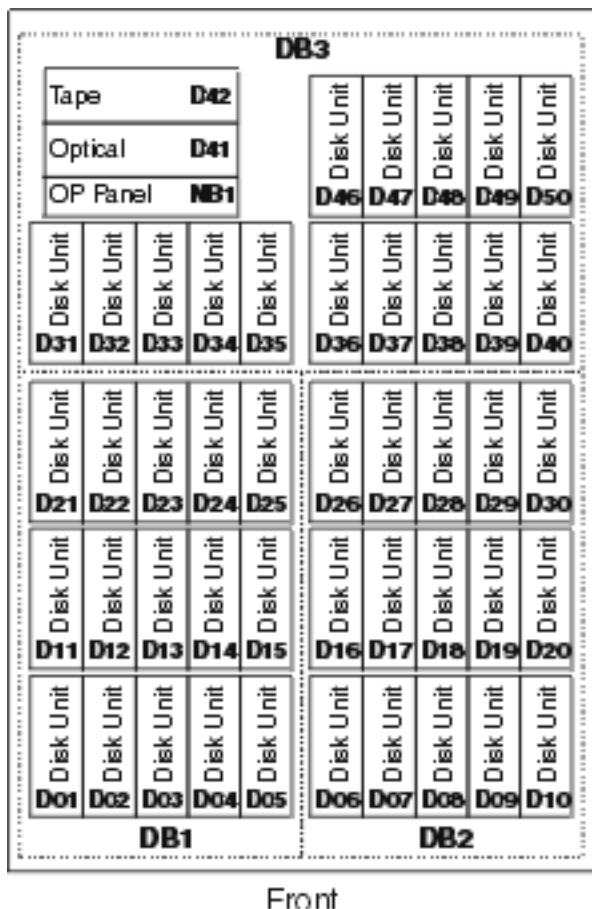 DB3
Tape D42
Optical D41
OP Panel NB1
Disk Unit Disk Unit Disk Unit Disk Unit Disk Unit
D46 D47 D48 D49 D50
Disk Unit Disk Unit Disk Unit Disk Unit Disk Unit Disk Unit Disk Unit Disk Unit Disk Unit Disk Unit
D31 D32 D33 D34 D35 D36 D37 D38 D39 D40
Disk Unit Disk Unit Disk Unit Disk Unit Disk Unit Disk Unit Disk Unit Disk Unit Disk Unit Disk Unit
D21 D22 D23 D24 D25 D26 D27 D28 D29 D30
Disk Unit Disk Unit Disk Unit Disk Unit Disk Unit Disk Unit Disk Unit Disk Unit Disk Unit Disk Unit
D11 D12 D13 D14 D15 D16 D17 D18 D19 D20
Disk Unit Disk Unit Disk Unit Disk Unit Disk Unit Disk Unit Disk Unit Disk Unit Disk Unit Disk Unit
D01 D02 D03 D04 D05 D06 D07 D08 D09 D10
DB1 DB2
Front